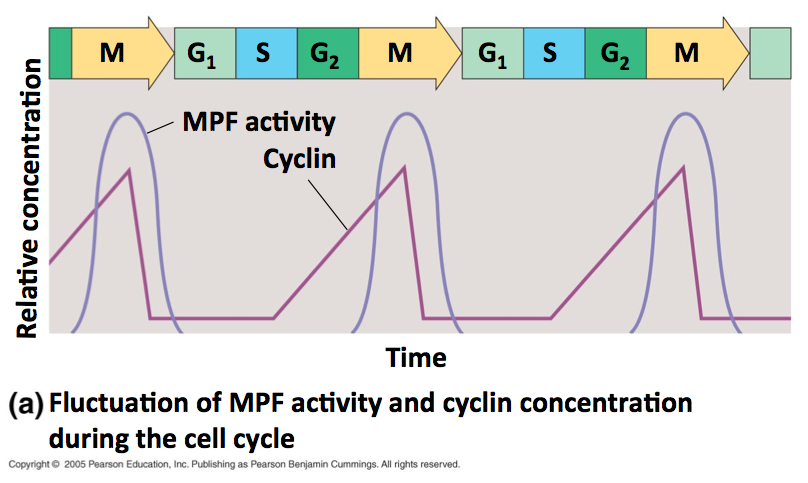 M G1 S G2 M G1 S G2 M
MPF activity
Cyclin
Relative concentration
Time
(a) Fluctuation of MPF activity and cyclin concentration
during the cell cycle
Copyright © 2005 Pearson Education, Inc. Publishing as Pearson Benjamin Cummings. All rights reserved.